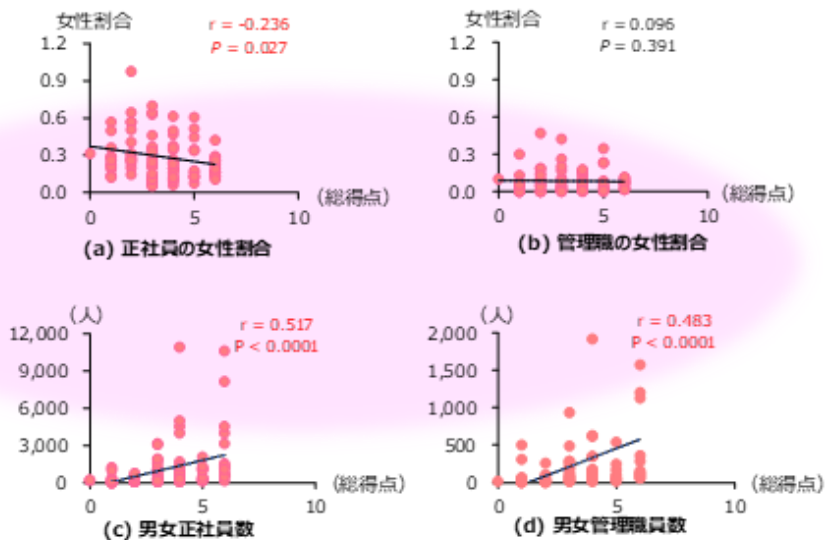 女性割合
r = -0.236
P = 0.027
1.2
0.9
0.6
0.3
0.0
0
5
10
(総得点)
(a) 正社員の女性割合
女性割合
r = 0.096
P = 0.391
1.2
0.9
0.6
0.3
0.0
0
5
10
(総得点)
(b) 管理職の女性割合
(人)
r = 0.517
P < 0.0001
12,000
9,000
6,000
3,000
0
0
5
10
(総得点)
(c) 男女正社員数
(人)
r = 0.483
P < 0.0001
2,000
1,500
1,000
500
0
0
5
10
(総得点)
(d) 男女管理職員数